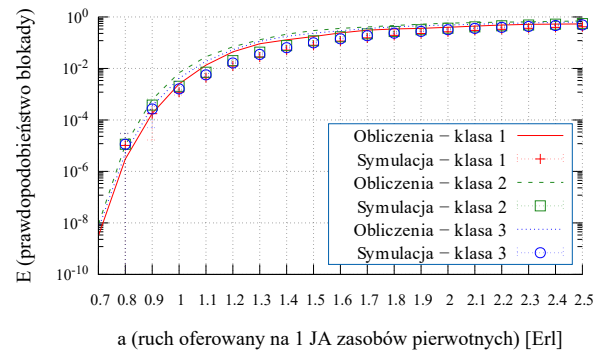 E (prawdopodobieństwo blokady)
10^0
10^-2
10^-4
10^-6
10^-8
10^-10
Obliczenia − klasa 1
Symulacja − klasa 1
Obliczenia − klasa 2
Symulacja − klasa 2
Obliczenia − klasa 3
Symulacja − klasa 3
0.7 0.8 0.9 1 1.1 1.2 1.3 1.4 1.5 1.6 1.7 1.8 1.9 2 2.1 2.2 2.3 2.4 2.5
a (ruch oferowany na 1 JA zasobów pierwotnych) [Erl]